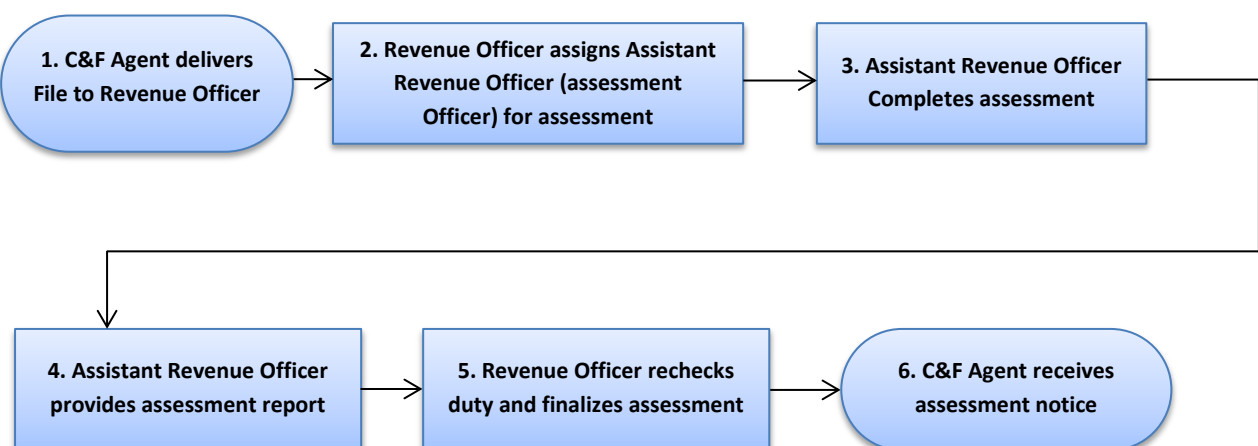 1. C&F Agent delivers
File to Revenue Officer
2. Revenue Officer assigns Assistant
Revenue Officer (assessment
Officer) for assessment
3. Assistant Revenue Officer
Completes assessment
4. Assistant Revenue Officer
provides assessment report
5. Revenue Officer rechecks
duty and finalizes assessment
6. C&F Agent receives
assessment notice